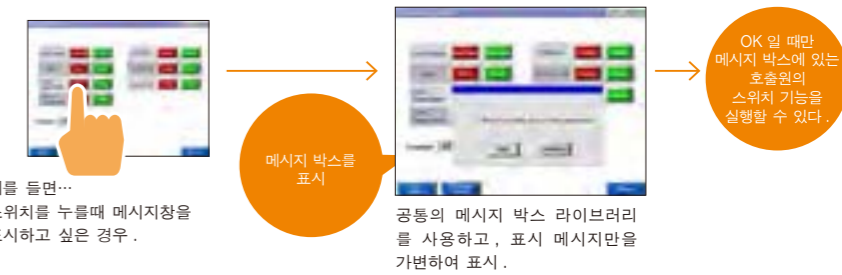 메시지 박스를
표시
OK 일 때만
메시지 박스에 있는
호출원의
스위치 기능을
실행할 수 있다 .
를 들면…
스위치를 누를때 메시지창을
표시하고 싶은 경우 .
공통의 메시지 박스 라이브러리
를 사용하고 , 표시 메시지만을
가변하여 표시 .